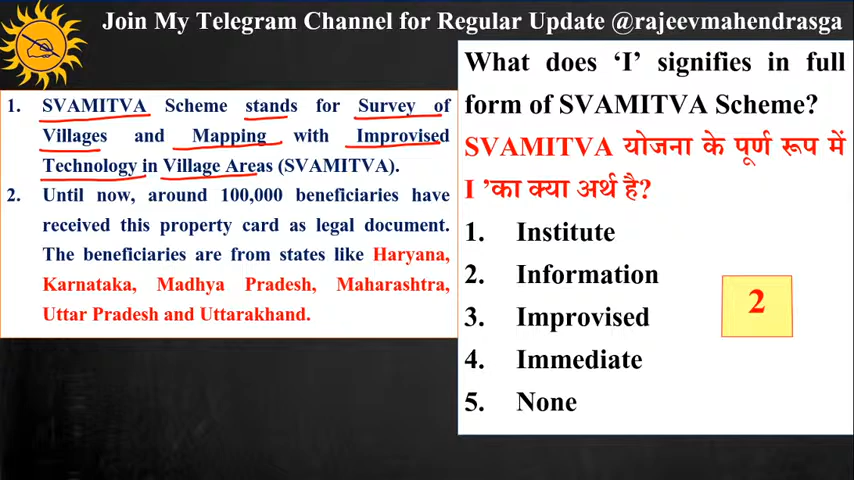 Join My Telegram Channel for Regular Update @rajeevmahendrasga
1. SVAMITVA Scheme stands for Survey of
Villages and Mapping with Improvised
Technology in Village Areas (SVAMITVA).
2. Until now, around 100,000 beneficiaries have
received this property card as legal document.
The beneficiaries are from states like Haryana,
Karnataka, Madhya Pradesh, Maharashtra,
Uttar Pradesh and Uttarakhand.
What does ‘I’ signifies in full
form of SVAMITVA Scheme?
SVAMITVA योजना के पूर्ण रूप में
I ’का क्या अर्थ है?
1. Institute
2. Information
3. Improvised
4. Immediate
5. None
2